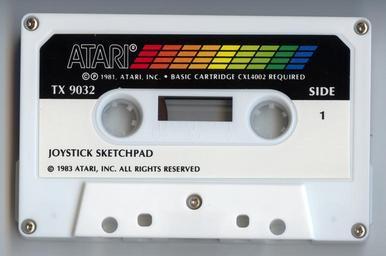 ATARI®
©℗ 1981, ATARI, INC. • BASIC CARTRIDGE CXL4002 REQUIRED
TX 9032 SIDE
1
JOYSTICK SKETCHPAD
© 1983 ATARI, INC. ALL RIGHTS RESERVED